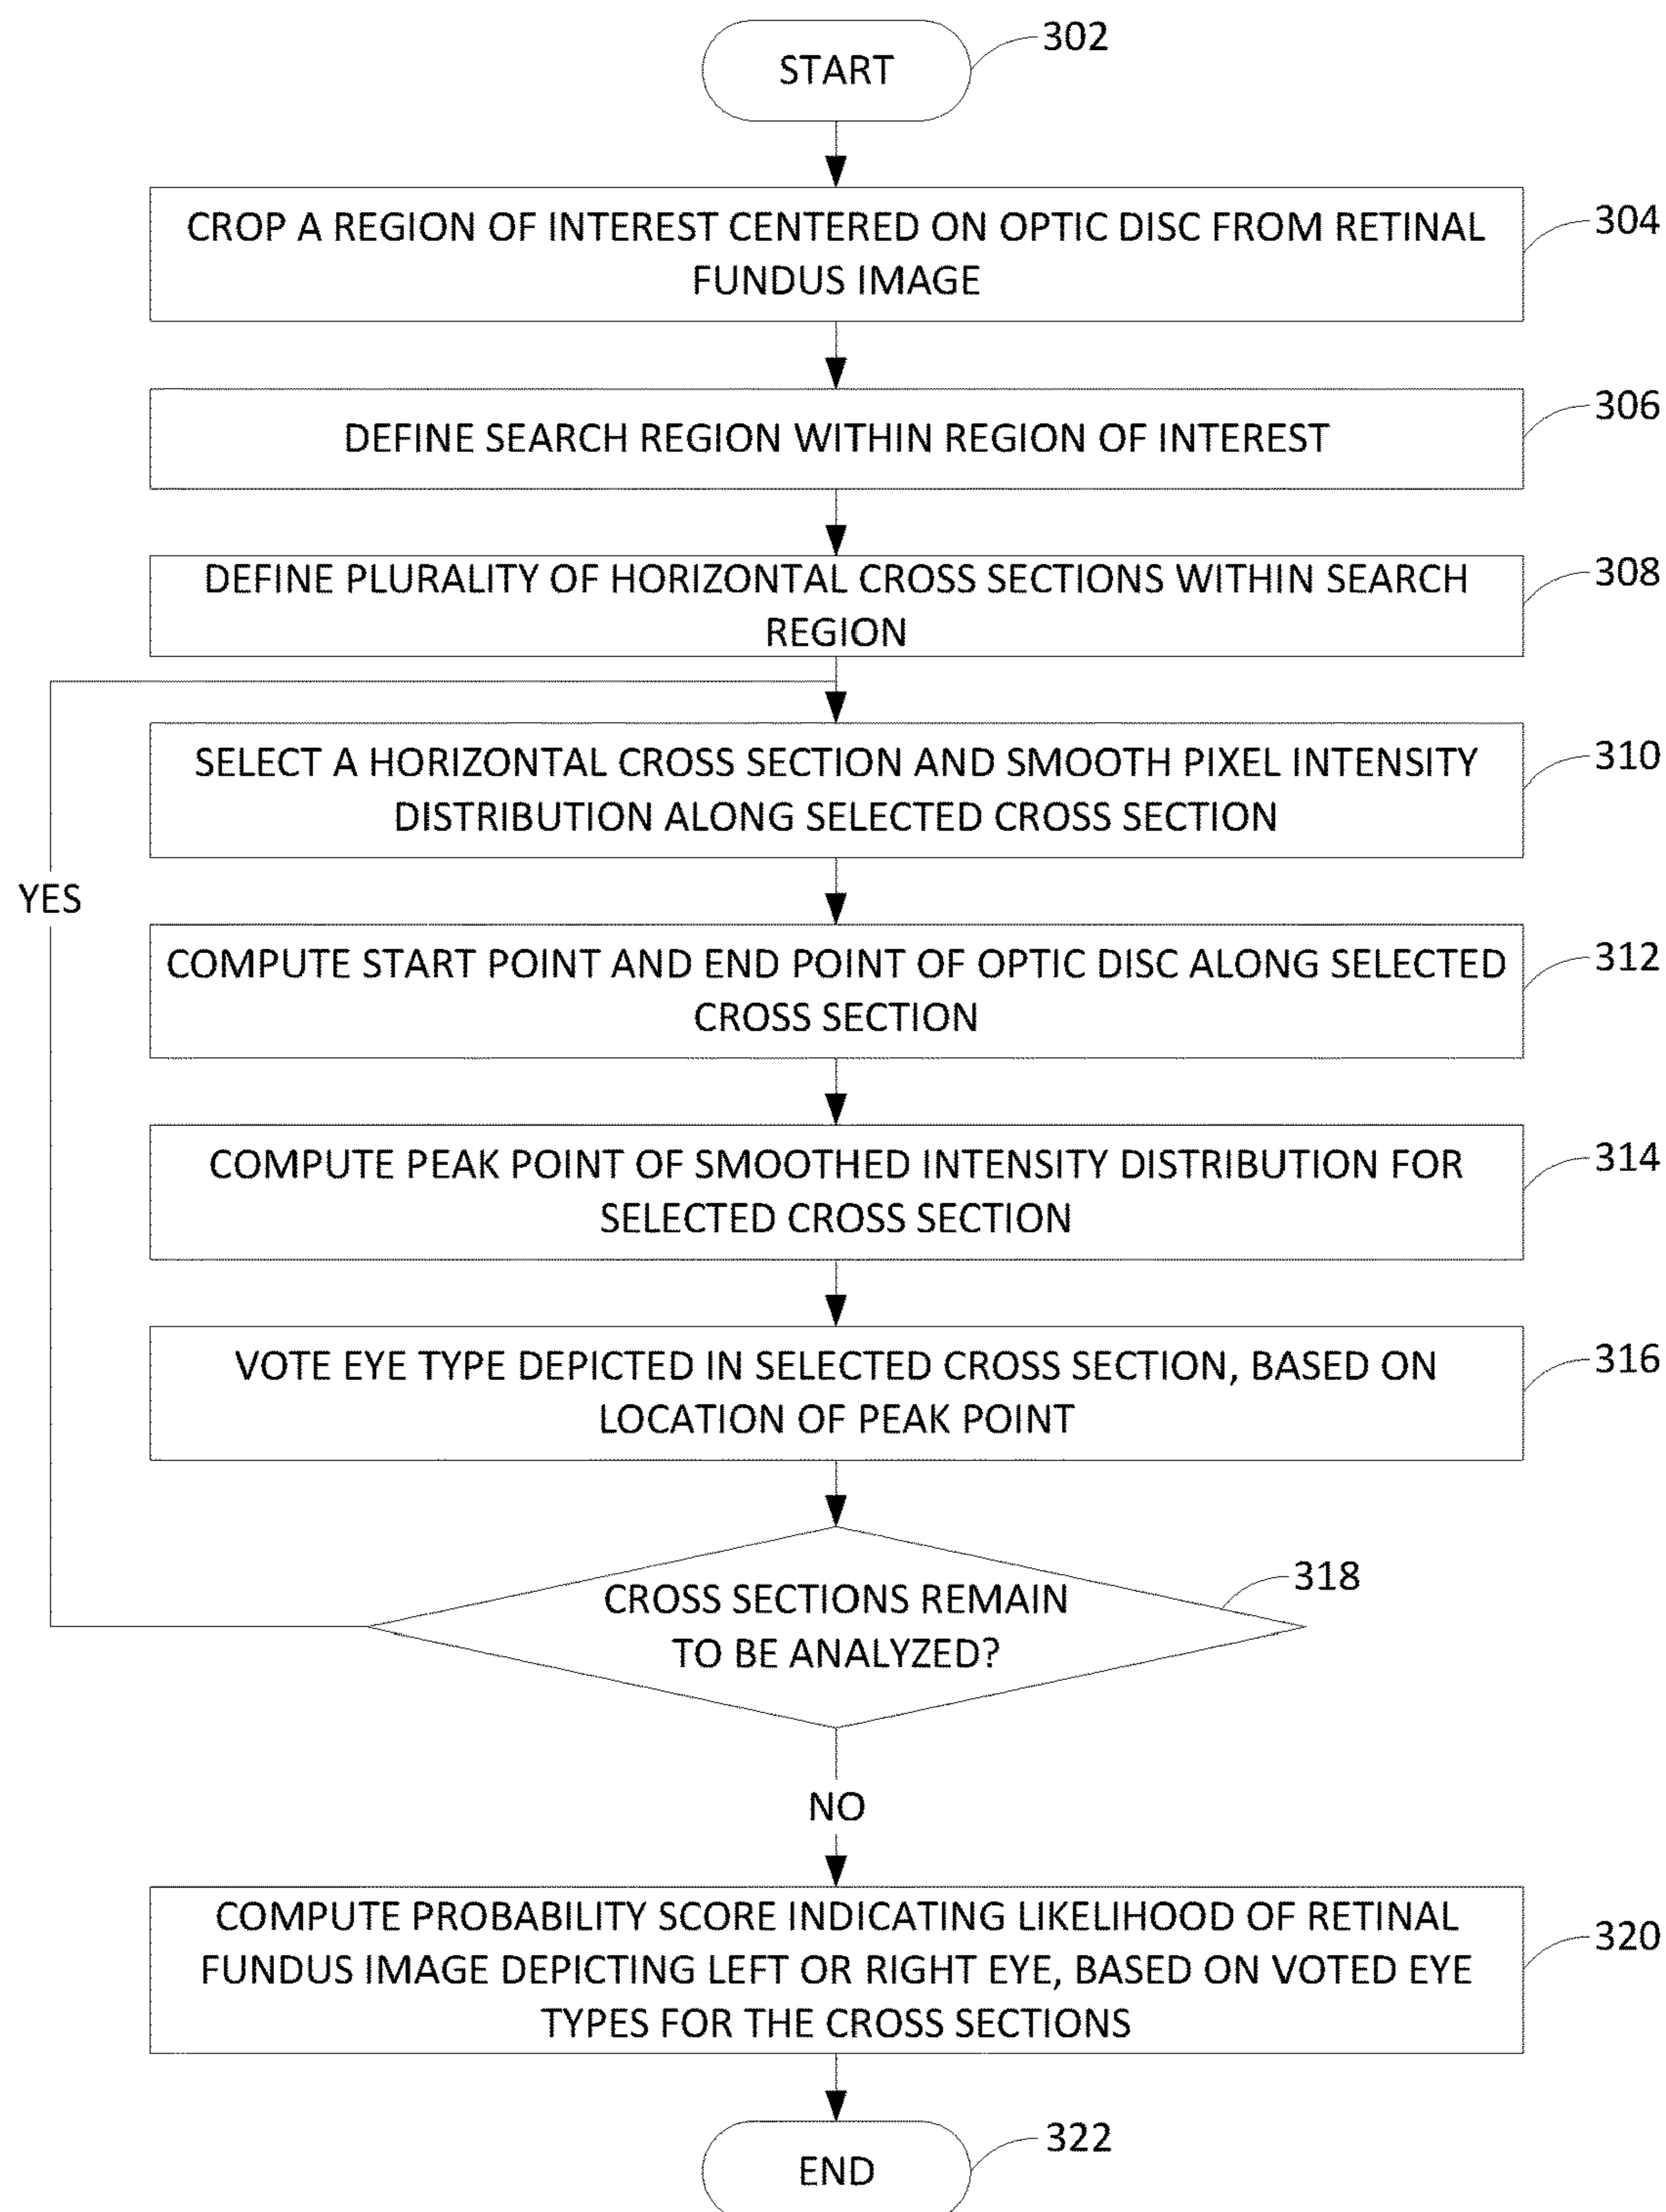 START
302
CROP A REGION OF INTEREST CENTERED ON OPTIC DISC FROM RETINAL
FUNDUS IMAGE
304
DEFINE SEARCH REGION WITHIN REGION OF INTEREST
306
DEFINE PLURALITY OF HORIZONTAL CROSS SECTIONS WITHIN SEARCH
REGION
308
SELECT A HORIZONTAL CROSS SECTION AND SMOOTH PIXEL INTENSITY
DISTRIBUTION ALONG SELECTED CROSS SECTION
310
YES
COMPUTE START POINT AND END POINT OF OPTIC DISC ALONG SELECTED
CROSS SECTION
312
COMPUTE PEAK POINT OF SMOOTHED INTENSITY DISTRIBUTION FOR
SELECTED CROSS SECTION
314
VOTE EYE TYPE DEPICTED IN SELECTED CROSS SECTION, BASED ON
LOCATION OF PEAK POINT
316
CROSS SECTIONS REMAIN
TO BE ANALYZED?
318
NO
COMPUTE PROBABILITY SCORE INDICATING LIKELIHOOD OF RETINAL
FUNDUS IMAGE DEPICTING LEFT OR RIGHT EYE, BASED ON VOTED EYE
TYPES FOR THE CROSS SECTIONS
320
END
322